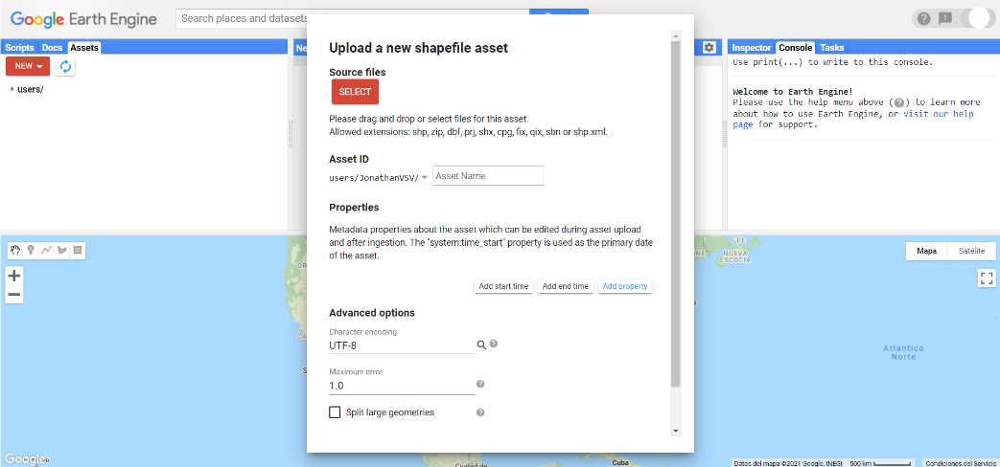 Google Earth Engine
Search places and datasets
Scripts Docs Assets
NEW
users/
Ne
Upload a new shapefile asset
Source files
SELECT
Please drag and drop or select files for this asset.
Allowed extensions: shp, zip, dbf, prj, shx, cpg, fix, qix, sbn or shp.xml.
Asset ID
users/JonathanVSV/ Asset Name
Properties
Metadata properties about the asset which can be edited during asset upload
and after ingestion. The "system:time_start" property is used as the primary date
of the asset.
Add start time Add end time Add property
Advanced options
Character encoding
UTF-8
Maximum error
1.0
Split large geometries
Inspector Console Tasks
Use print(...) to write to this console.
Welcome to Earth Engine!
Please use the help menu above (?) to learn more
about how to use Earth Engine, or visit our help
page for support.
Mapa Satélite
PE
NUEVA
ESCOCIA
Atlántico
Norte
Google
Ciudad de
Cuba
Datos del mapa ©2021 Google, INEGI 500 km Condiciones del Servicio